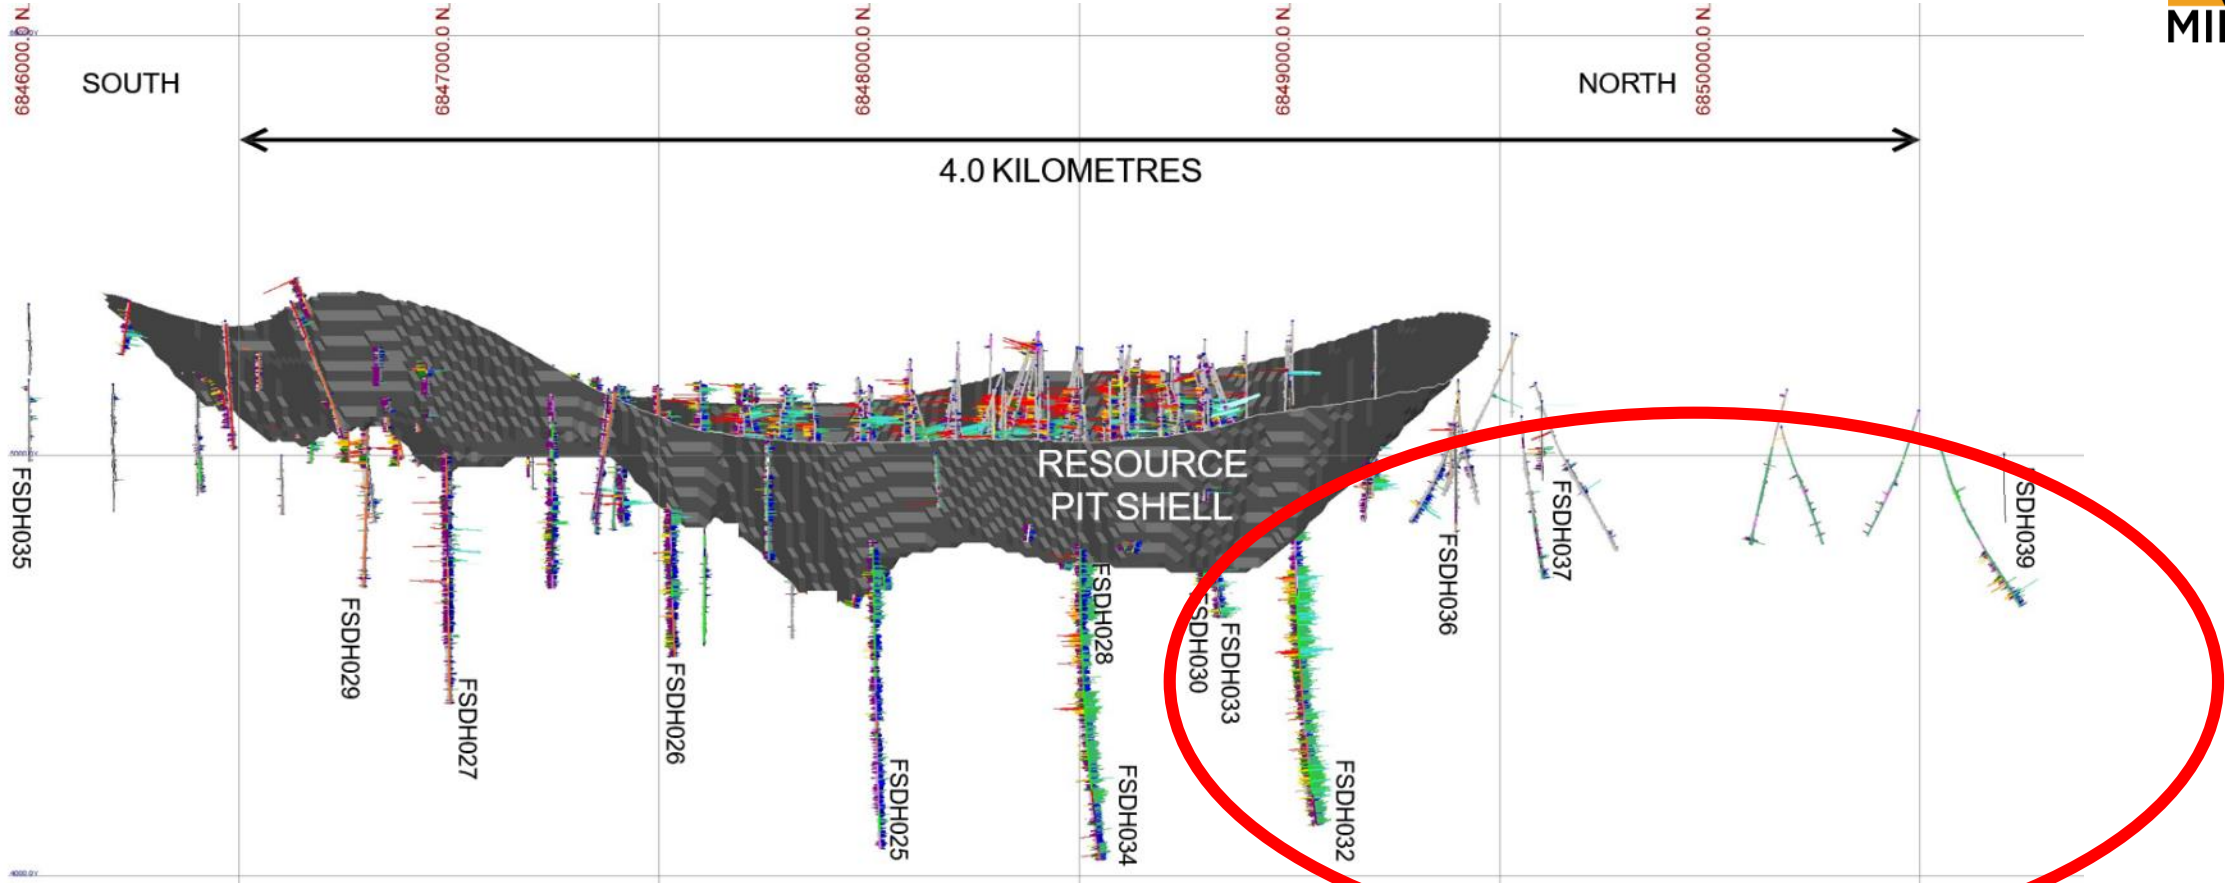 6846000.0 N
6847000.0 N
6848000.0 N
6849000.0 N
6850000.0 N
MI
SOUTH
NORTH
4.0 KILOMETRES
RESOURCE
PIT SHELL
FSDH035
FSDH029
FSDH027
FSDH026
FSDH025
FSDH028
FSDH034
FSDH030
FSDH033
FSDH032
FSDH036
FSDH037
SDH039